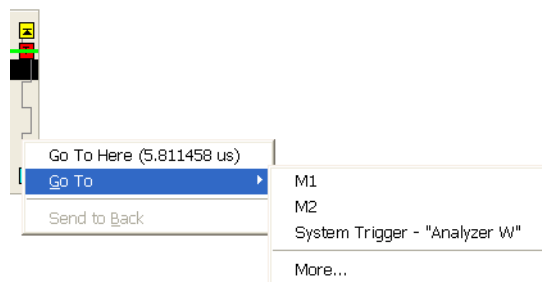 Go To Here (5.811458 us)
Go To
M1
M2
System Trigger - "Analyzer W"
More...
Send to Back